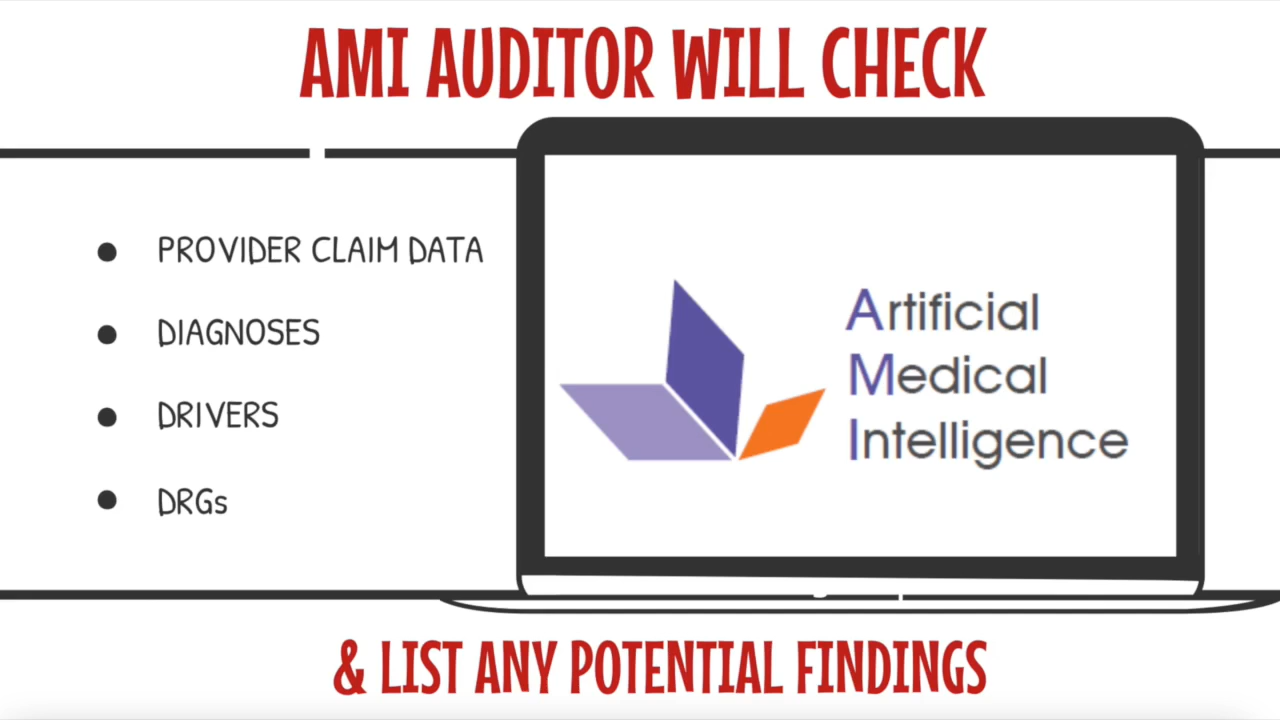 AMI AUDITOR WILL CHECK
PROVIDER CLAIM DATA
DIAGNOSES
DRIVERS
DRGs
Artificial
Medical
Intelligence
& LIST ANY POTENTIAL FINDINGS